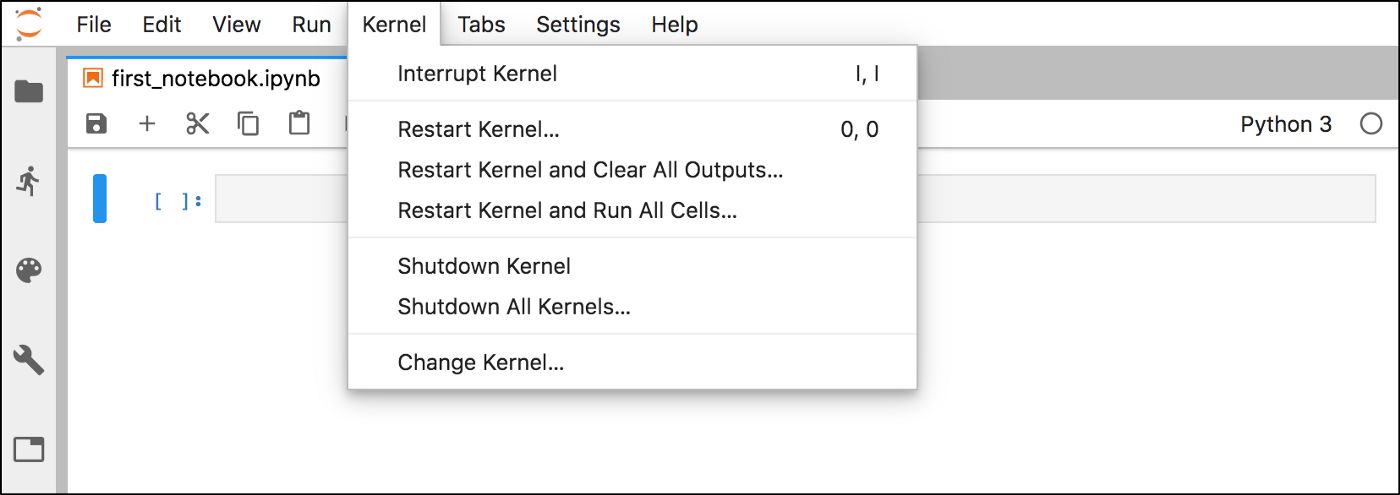 File Edit View Run Kernel Tabs Settings Help
first_notebook.ipynb
Interrupt Kernel I, I
Restart Kernel... 0, 0
Python 3
Restart Kernel and Clear All Outputs...
[ ]:
Restart Kernel and Run All Cells...
Shutdown Kernel
Shutdown All Kernels...
Change Kernel...